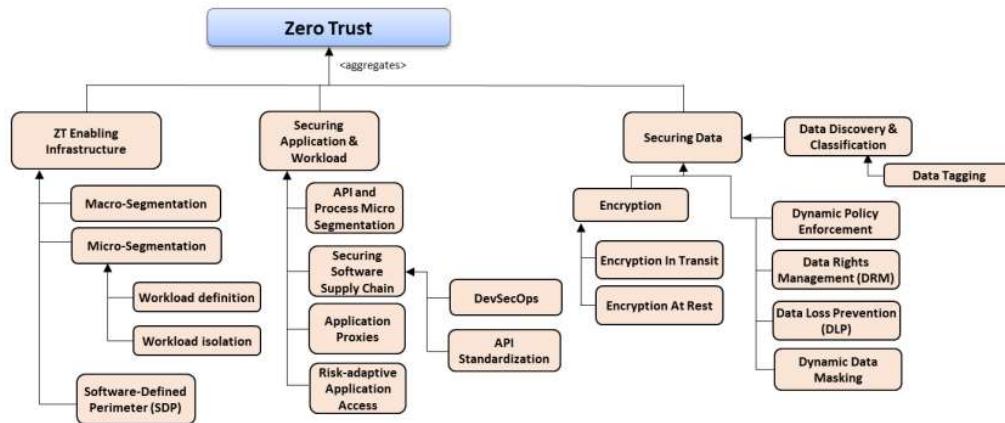 Zero Trust
<aggregates>
ZT Enabling
Infrastructure
Macro-Segmentation
Micro-Segmentation
Workload definition
Workload isolation
Software-Defined
Perimeter (SDP)
Securing
Application &
Workload
API and
Process Micro
Segmentation
Securing
Software
Supply Chain
DevSecOps
API
Standardization
Application
Proxies
Risk-adaptive
Application
Access
Securing Data
Data Discovery &
Classification
Data Tagging
Encryption
Encryption In Transit
Encryption At Rest
Dynamic Policy
Enforcement
Data Rights
Management (DRM)
Data Loss Prevention
(DLP)
Dynamic Data
Masking